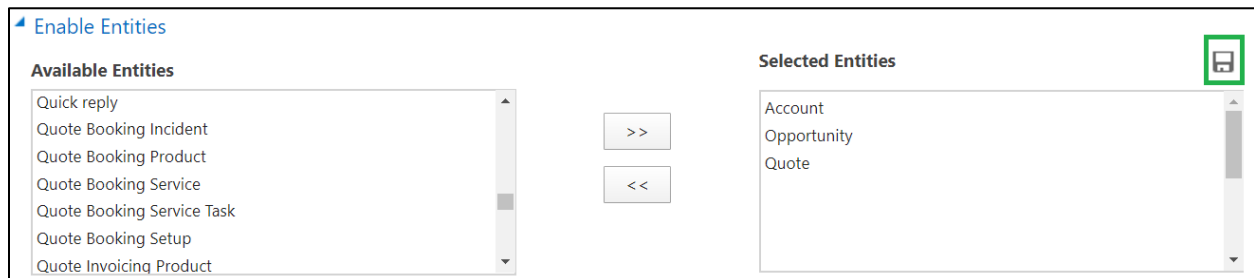 Enable Entities
Available Entities
Selected Entities
Quick reply
Quote Booking Incident
Quote Booking Product
Quote Booking Service
Quote Booking Service Task
Quote Booking Setup
Quote Invoicing Product
>>
<<
Account
Opportunity
Quote